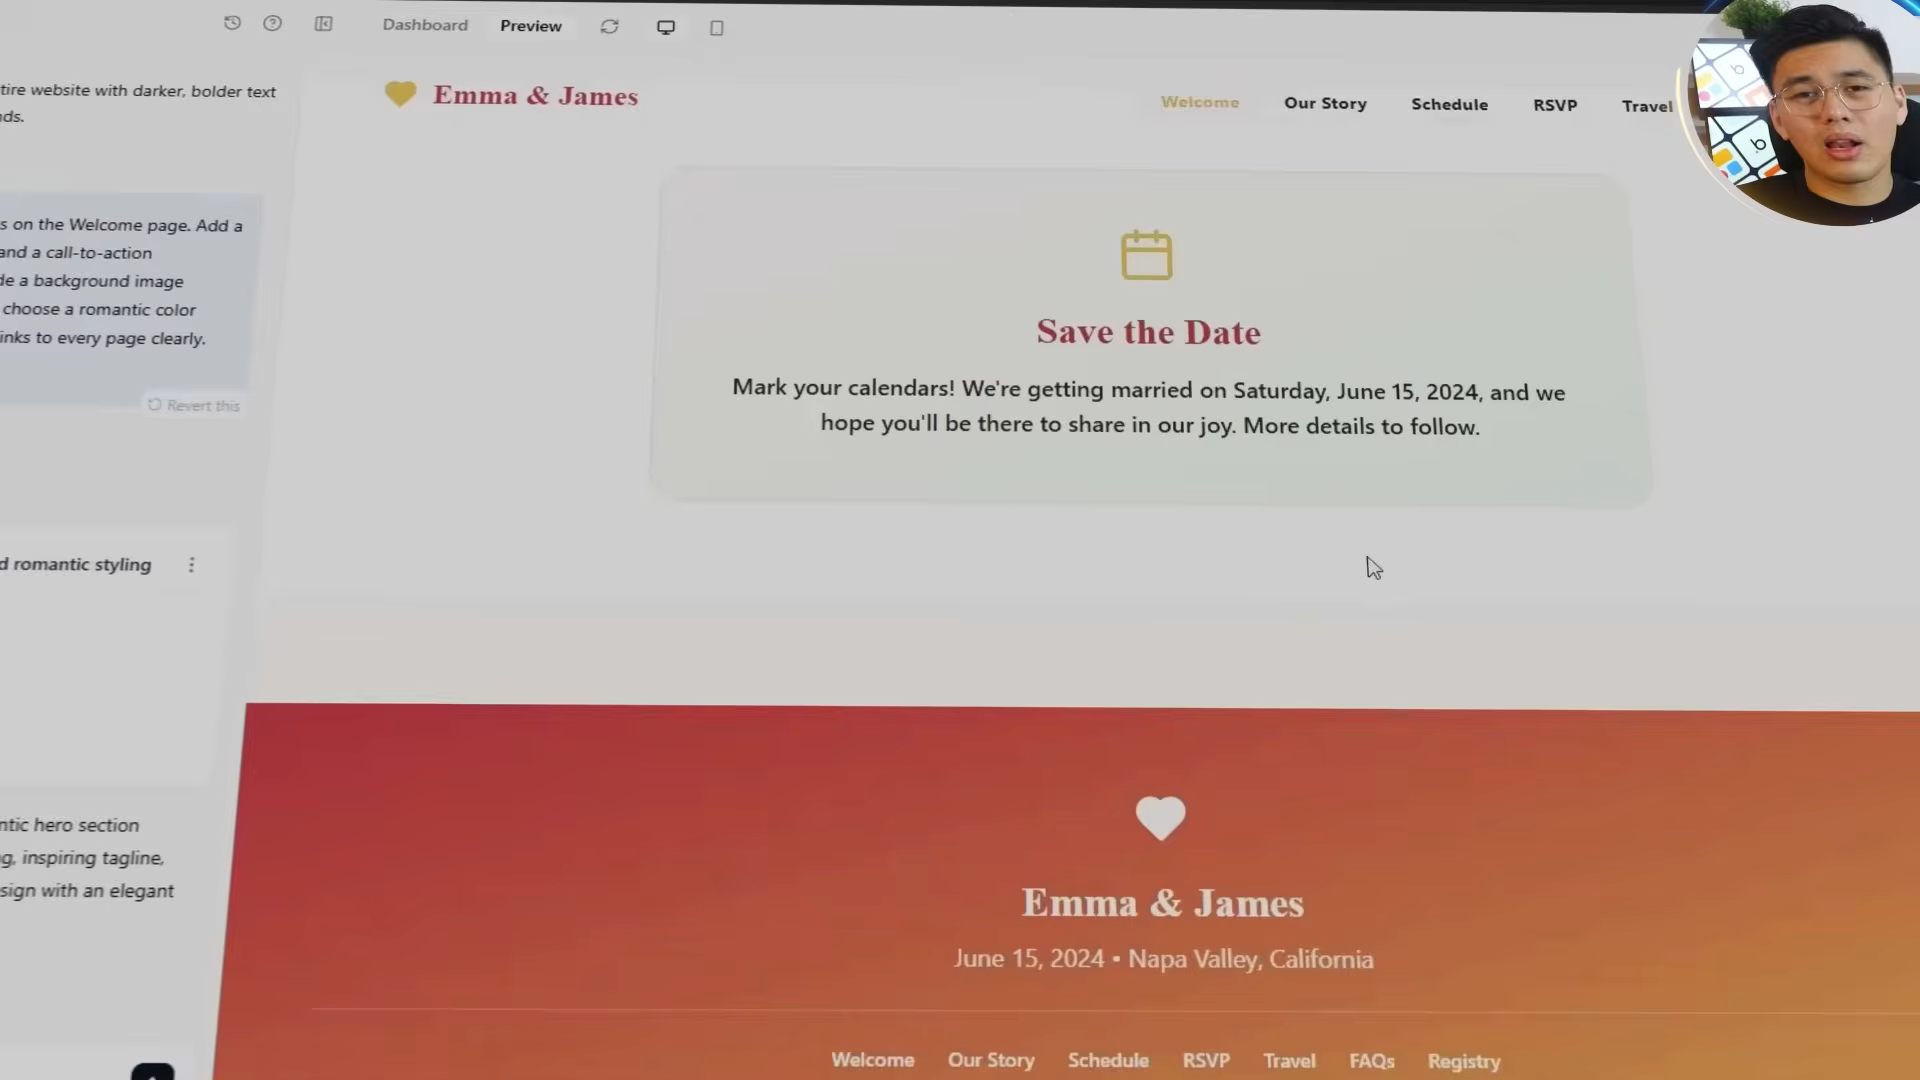 Dashboard
Preview
tire website with darker, bolder text
ds.
s on the Welcome page. Add a
and a call-to-action
de a background image
choose a romantic color
inks to every page clearly.
Revert this
d romantic styling
ntic hero section
g, inspiring tagline,
sign with an elegant
Emma & James
Welcome Our Story Schedule RSVP Travel
Save the Date
Mark your calendars! We're getting married on Saturday, June 15, 2024, and we
hope you'll be there to share in our joy. More details to follow.
Emma & James
June 15, 2024 • Napa Valley, California
Welcome Our Story Schedule RSVP Travel FAQs Registry